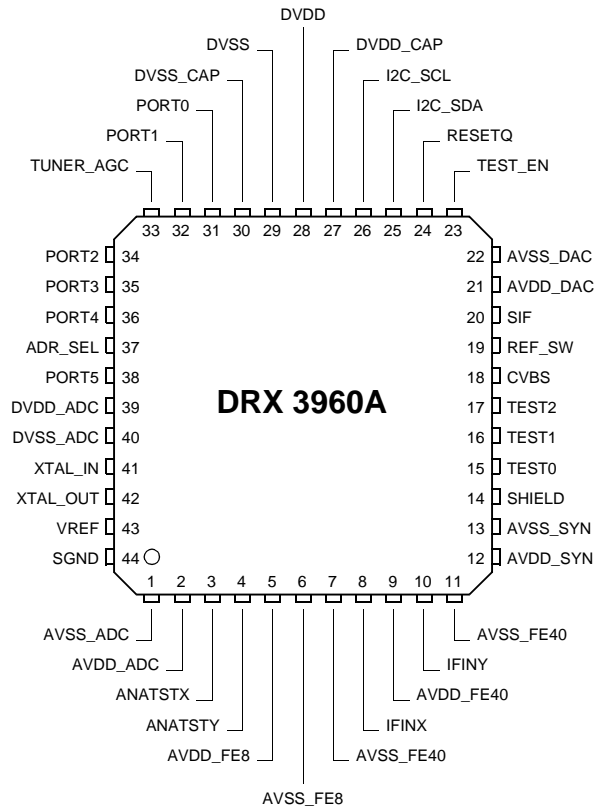 DVDD
DVSS
DVDD_CAP
DVSS_CAP
I2C_SCL
PORT0
I2C_SDA
PORT1
RESETQ
TUNER_AGC
TEST_EN
33 32 31 30 29 28 27 26 25 24 23
PORT2 34 22 AVSS_DAC
PORT3 35 21 AVDD_DAC
PORT4 36 20 SIF
ADR_SEL 37 19 REF_SW
PORT5 38 18 CVBS
DRX 3960A
DVDD_ADC 39 17 TEST2
DVSS_ADC 40 16 TEST1
XTAL_IN 41 15 TEST0
XTAL_OUT 42 14 SHIELD
VREF 43 13 AVSS_SYN
SGND 44 12 AVDD_SYN
1 2 3 4 5 6 7 8 9 10 11
AVSS_ADC AVSS_FE40
AVDD_ADC IFINY
ANATSTX AVDD_FE40
ANATSTY IFINX
AVDD_FE8 AVSS_FE40
AVSS_FE8